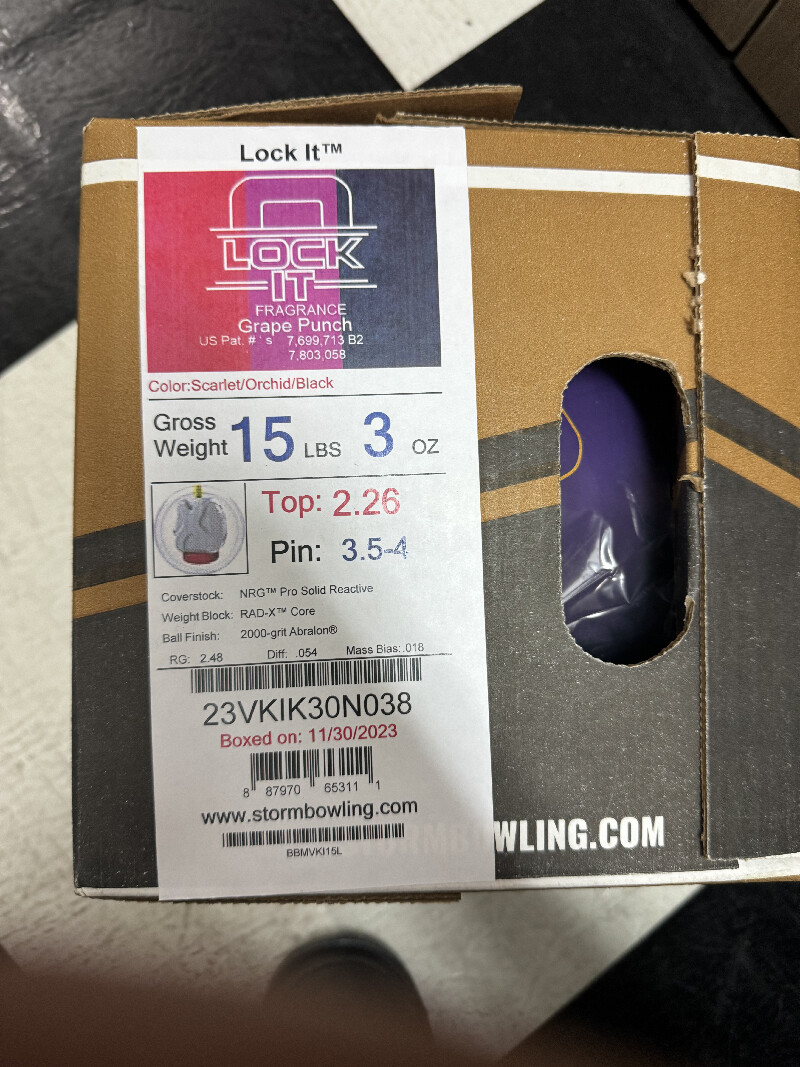 Lock It™
LOCK
IT
FRAGRANCE
Grape Punch
US Pat. # ' s 7,699,713 B2
7,803,058
Color:Scarlet/Orchid/Black
Gross Weight 15 LBS 3 OZ
Top: 2.26
Pin: 3.5-4
Coverstock: NRG™ Pro Solid Reactive
Weight Block: RAD-X™ Core
Ball Finish: 2000-grit Abralon®
RG: 2.48 Diff: .054 Mass Bias:.018
23VKIK30N038
Boxed on: 11/30/2023
8 87970 65311 1
www.stormbowling.com
BBMVKI15L
WLING.COM